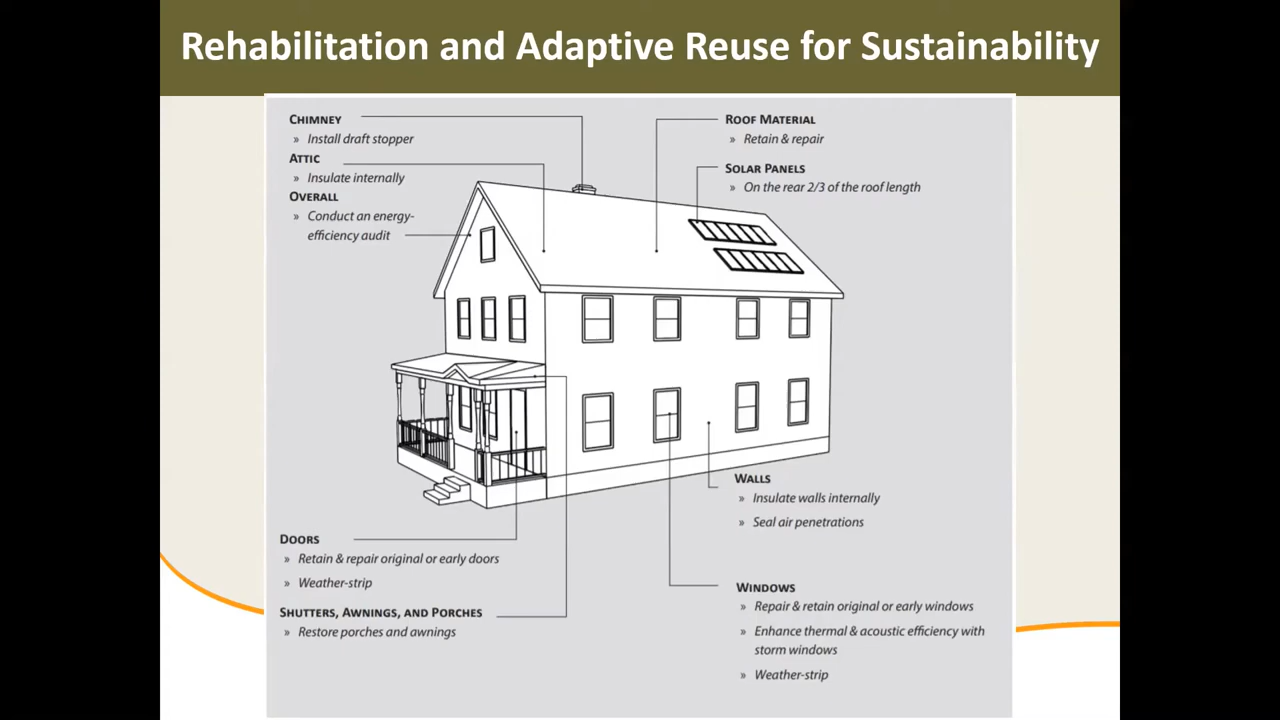 Rehabilitation and Adaptive Reuse for Sustainability
CHIMNEY
» Install draft stopper
ATTIC
» Insulate internally
OVERALL
» Conduct an energy-
efficiency audit
ROOF MATERIAL
» Retain & repair
SOLAR PANELS
» On the rear 2/3 of the roof length
WALLS
» Insulate walls internally
» Seal air penetrations
DOORS
» Retain & repair original or early doors
» Weather-strip
SHUTTERS, AWNINGS, AND PORCHES
» Restore porches and awnings
WINDOWS
» Repair & retain original or early windows
» Enhance thermal & acoustic efficiency with
storm windows
» Weather-strip